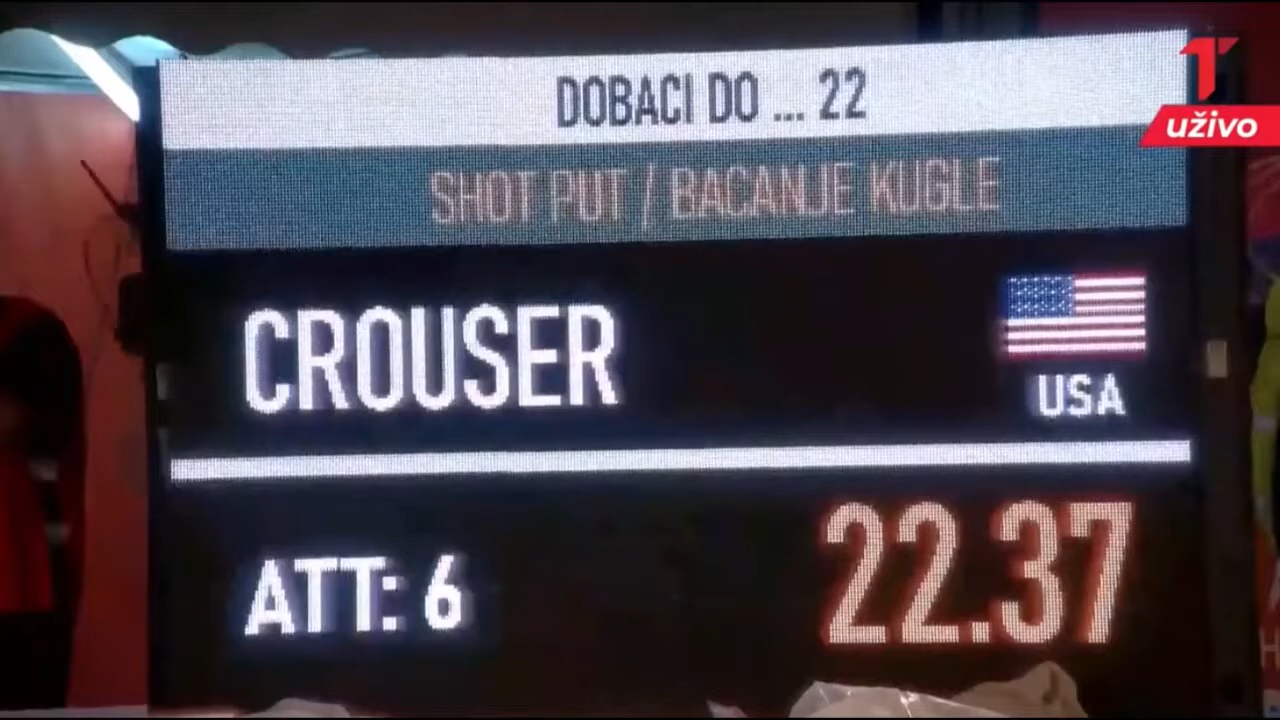 DOBACI DO ... 22
uživo
SHOT PUT / BACANJE KUGLE
CROUSER
USA
ATT: 6
22.37